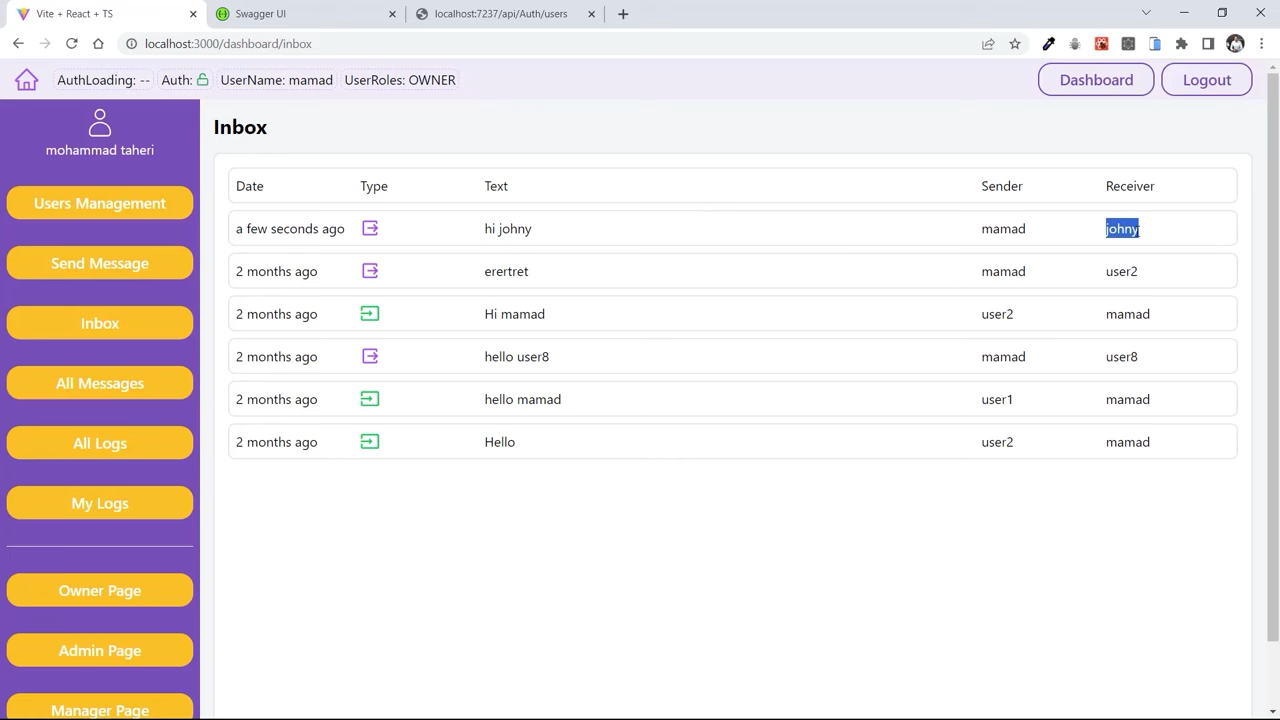 Vite + React + TS
Swagger UI
localhost:7237/api/Auth/users
localhost:3000/dashboard/inbox
AuthLoading: -- Auth: UserName: mamad UserRoles: OWNER Dashboard Logout
mohammad taheri
Users Management
Send Message
Inbox
All Messages
All Logs
My Logs
Owner Page
Admin Page
Manager Page
Inbox
Date Type Text Sender Receiver
a few seconds ago hi johny mamad johny
2 months ago erertret mamad user2
2 months ago Hi mamad user2 mamad
2 months ago hello user8 mamad user8
2 months ago hello mamad user1 mamad
2 months ago Hello user2 mamad